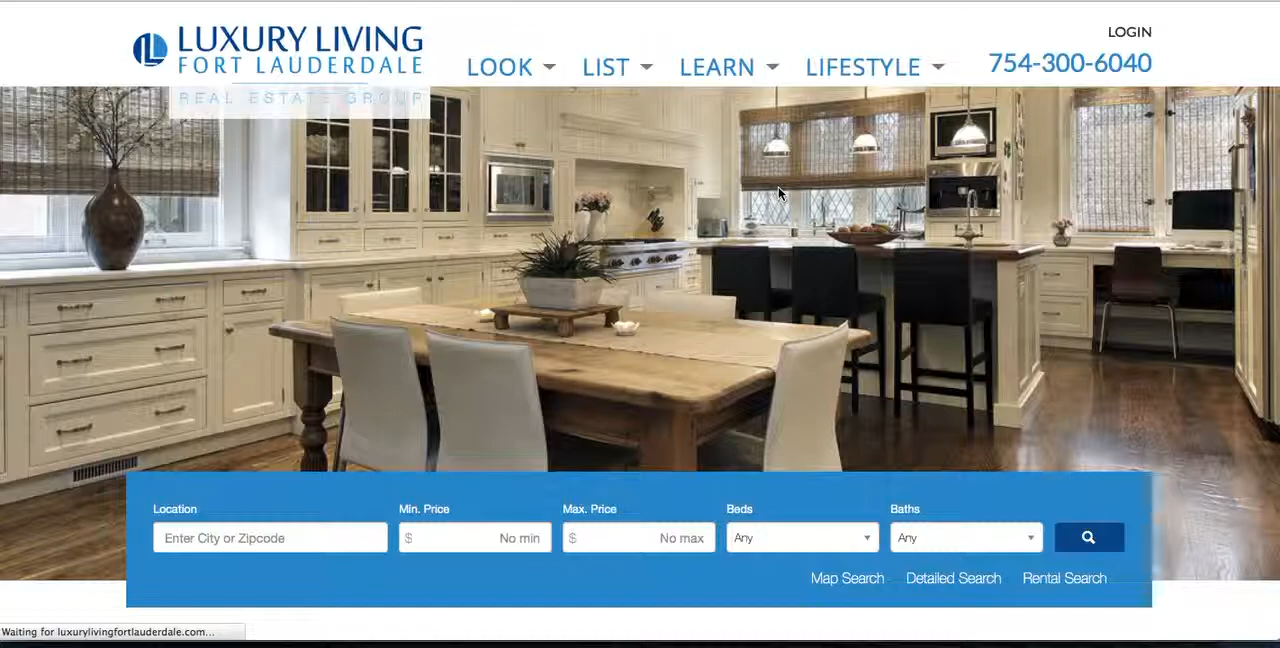 LUXURY LIVING
FORT LAUDERDALE
REAL ESTATE GROUP
LOGIN
LOOK LIST LEARN LIFESTYLE 754-300-6040
Location Min. Price Max. Price Beds Baths
Enter City or Zipcode $ No min $ No max Any Any
Map Search Detailed Search Rental Search
Waiting for luxurylivingfortlauderdale.com...